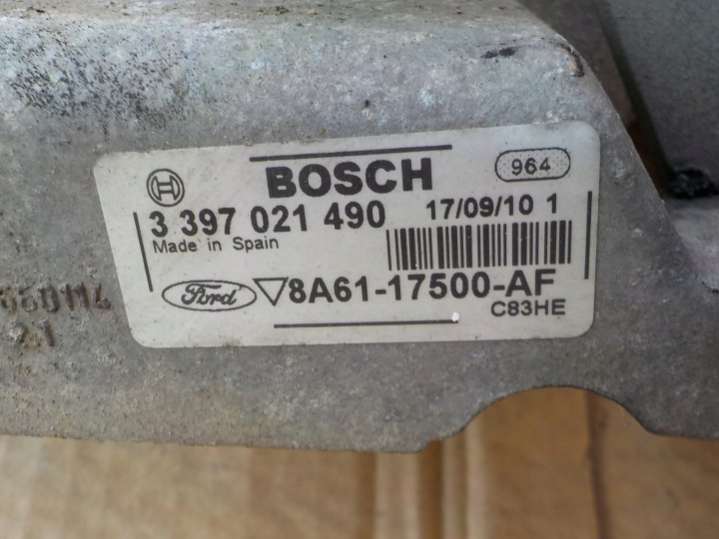 BOSCH
964
3 397 021 490
17/09/10 1
Made in Spain
Ford
8A61-17500-AF
C83HE